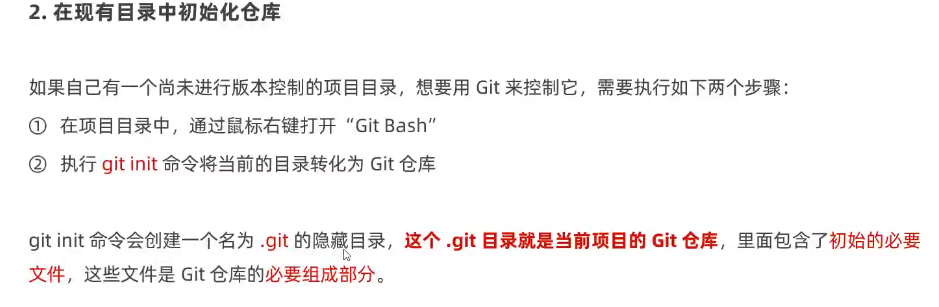 2. 在现有目录中初始化仓库
如果自己有一个尚未进行版本控制的项目目录，想要用 Git 来控制它，需要执行如下两个步骤：
① 在项目目录中，通过鼠标右键打开“Git Bash”
② 执行 git init 命令将当前的目录转化为 Git 仓库
git init 命令会创建一个名为 .git 的隐藏目录，这个 .git 目录就是当前项目的 Git 仓库，里面包含了初始的必要
文件，这些文件是 Git 仓库的必要组成部分。